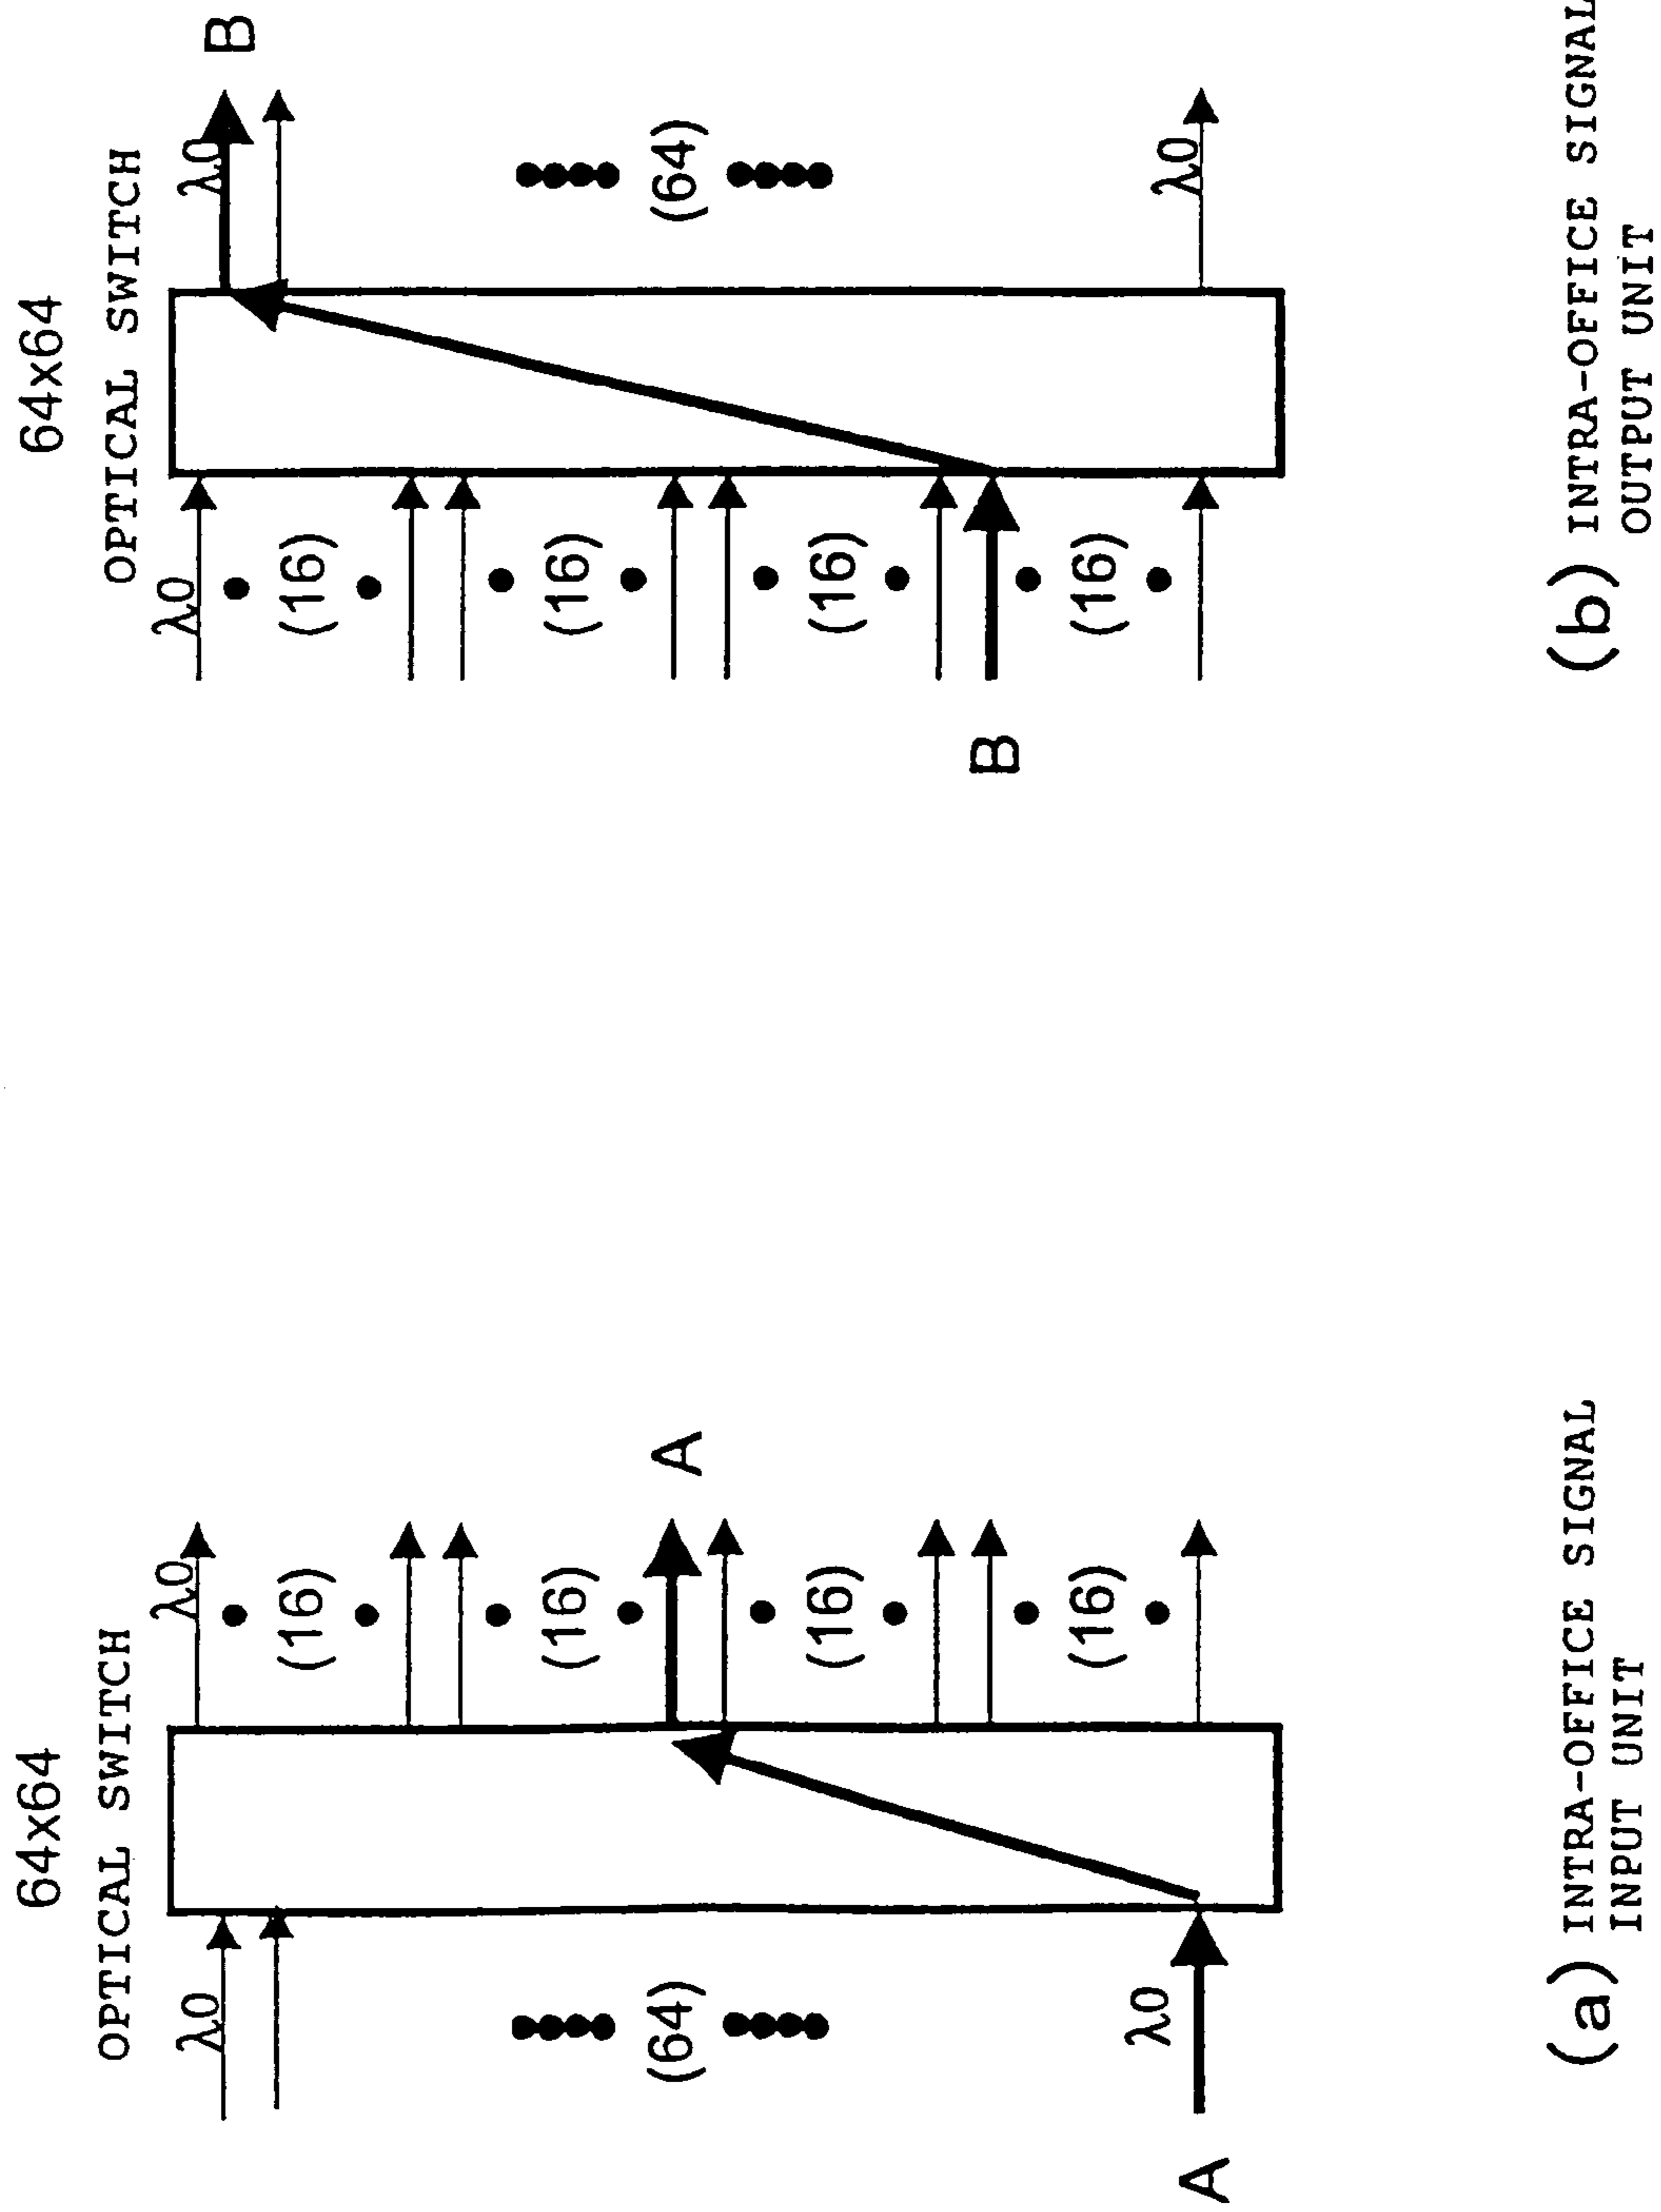 64x64
OPTICAL SWITCH
λ0
λ0
(16)
(16)
A
(64)
(16)
λ0
(16)
A
(a) INTRA-OFFICE SIGNAL
INPUT UNIT
64x64
OPTICAL SWITCH
λ0
λ0
B
(16)
(16)
(64)
(16)
B
(16)
λ0
(b) INTRA-OFFICE SIGNAL
OUTPUT UNIT